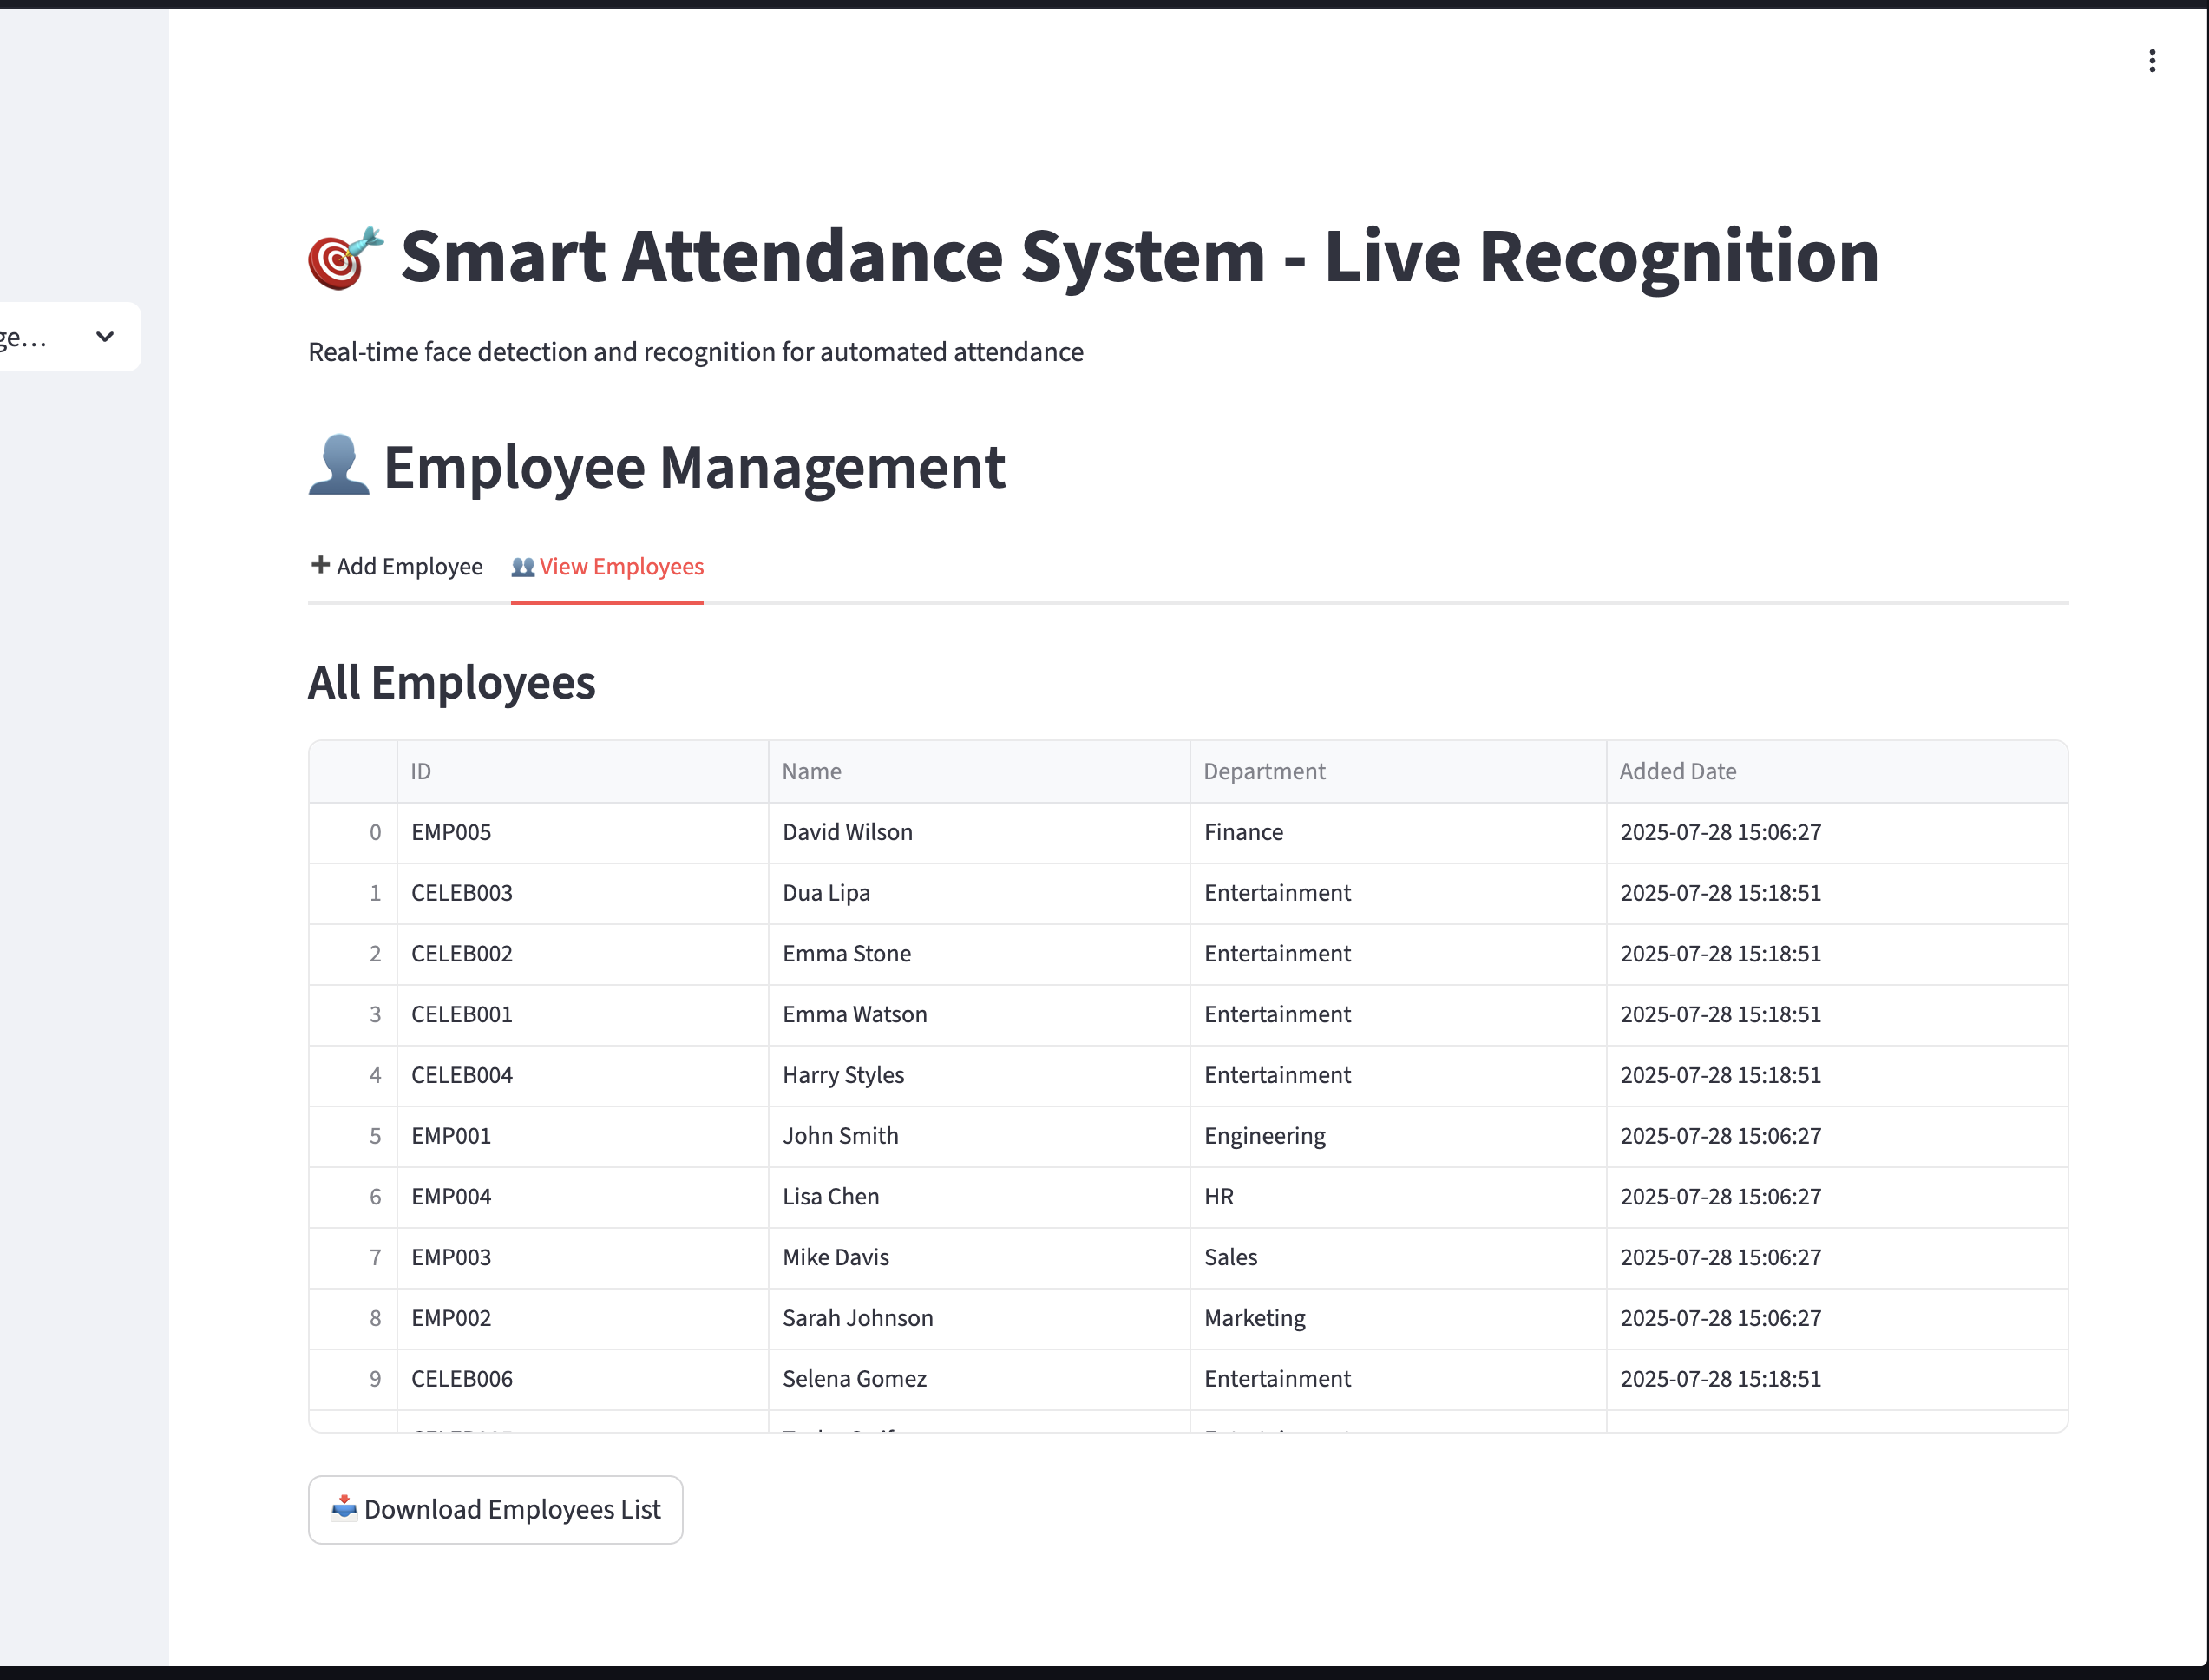 🎯 Smart Attendance System - Live Recognition
ge...
Real-time face detection and recognition for automated attendance
👤 Employee Management
➕ Add Employee 👥 View Employees
All Employees
ID Name Department Added Date
0 EMP005 David Wilson Finance 2025-07-28 15:06:27
1 CELEB003 Dua Lipa Entertainment 2025-07-28 15:18:51
2 CELEB002 Emma Stone Entertainment 2025-07-28 15:18:51
3 CELEB001 Emma Watson Entertainment 2025-07-28 15:18:51
4 CELEB004 Harry Styles Entertainment 2025-07-28 15:18:51
5 EMP001 John Smith Engineering 2025-07-28 15:06:27
6 EMP004 Lisa Chen HR 2025-07-28 15:06:27
7 EMP003 Mike Davis Sales 2025-07-28 15:06:27
8 EMP002 Sarah Johnson Marketing 2025-07-28 15:06:27
9 CELEB006 Selena Gomez Entertainment 2025-07-28 15:18:51
📥 Download Employees List